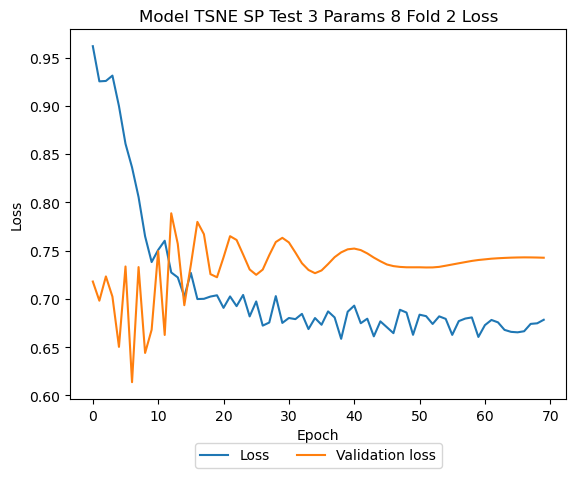 Model TSNE SP Test 3 Params 8 Fold 2 Loss
0.95
0.90
0.85
0.80
0.75
0.70
0.65
0.60
Loss
0 10 20 30 40 50 60 70
Epoch
Loss Validation loss